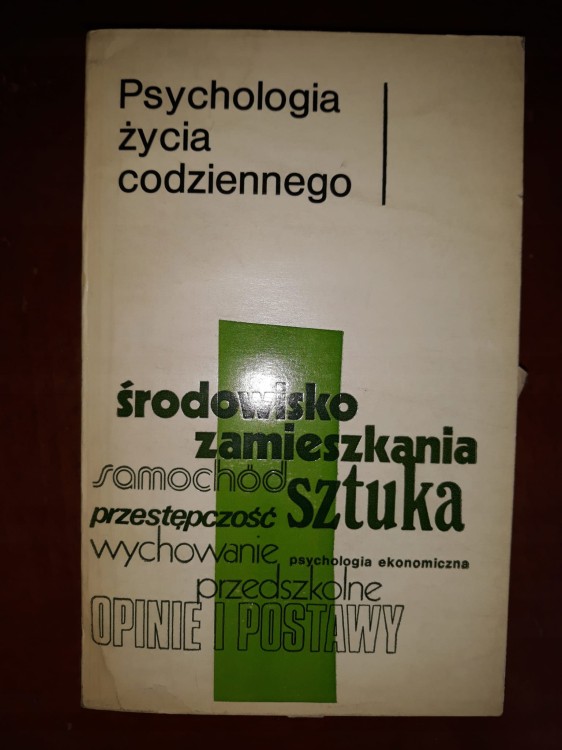 Psychologia
życia
codziennego
środowisko
zamieszkania
samochód
sztuka
przestępczość
wychowanie
psychologia ekonomiczna
przedszkolne
OPINIE I POSTAWY